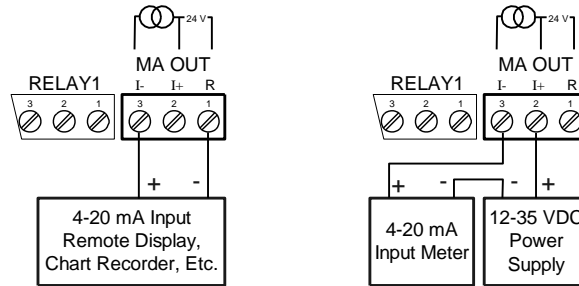 24 V
MA OUT
RELAY1 I- I+ R
3 2 1 3 2 1
+ -
4-20 mA Input
Remote Display,
Chart Recorder, Etc.
24 V
MA OUT
RELAY1 I- I+ R
3 2 1 3 2 1
+ - - +
4-20 mA
Input Meter
12-35 VDC
Power
Supply